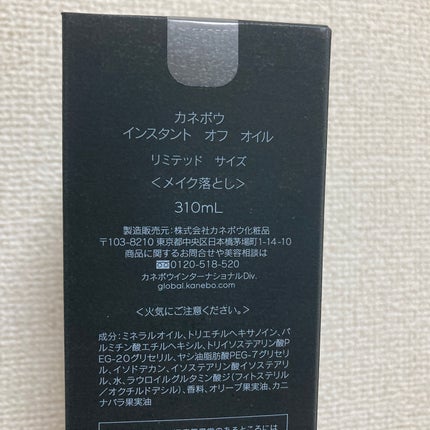 カネボウ
インスタント オフ オイル
リミテッド サイズ
＜メイク落とし＞
310mL
製造販売元：株式会社カネボウ化粧品
〒103-8210 東京都中央区日本橋茅場町1-14-10
商品に関するお問合せや美容相談は
0120-518-520
カネボウインターナショナルDiv.
global.kanebo.com
＜火気にご注意ください。＞
成分：ミネラルオイル、トリエチルヘキサノイン、パ
ルミチン酸エチルヘキシル、トリイソステアリン酸P
EG-20グリセリル、ヤシ油脂肪酸PEG-7グリセリ
ル、イソドデカン、イソステアリン酸イソステアリ
ル、水、ラウロイルグルタミン酸ジ（フィトステリル
／オクチルドデシル）、香料、オリーブ果実油、カニ
ナバラ果実油